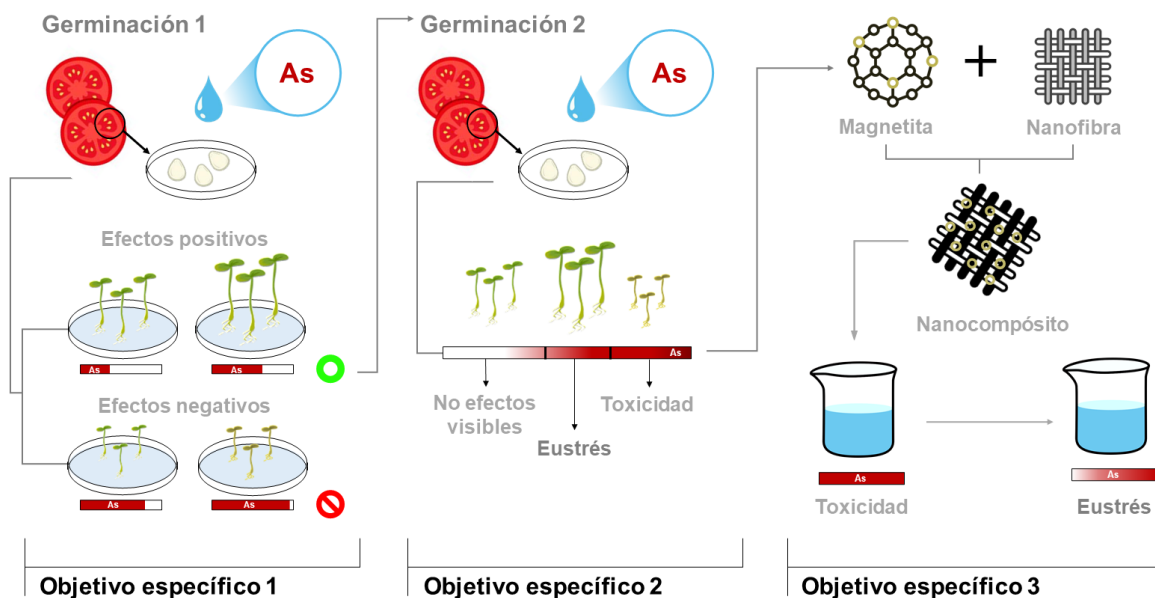 Germinación 1
As
Efectos positivos
As
As
Efectos negativos
As
As
Objetivo específico 1
Germinación 2
As
As
No efectos
visibles
Toxicidad
Eustrés
Objetivo específico 2
Magnetita
Nanofibra
Nanocompósito
As
As
Toxicidad
Eustrés
Objetivo específico 3